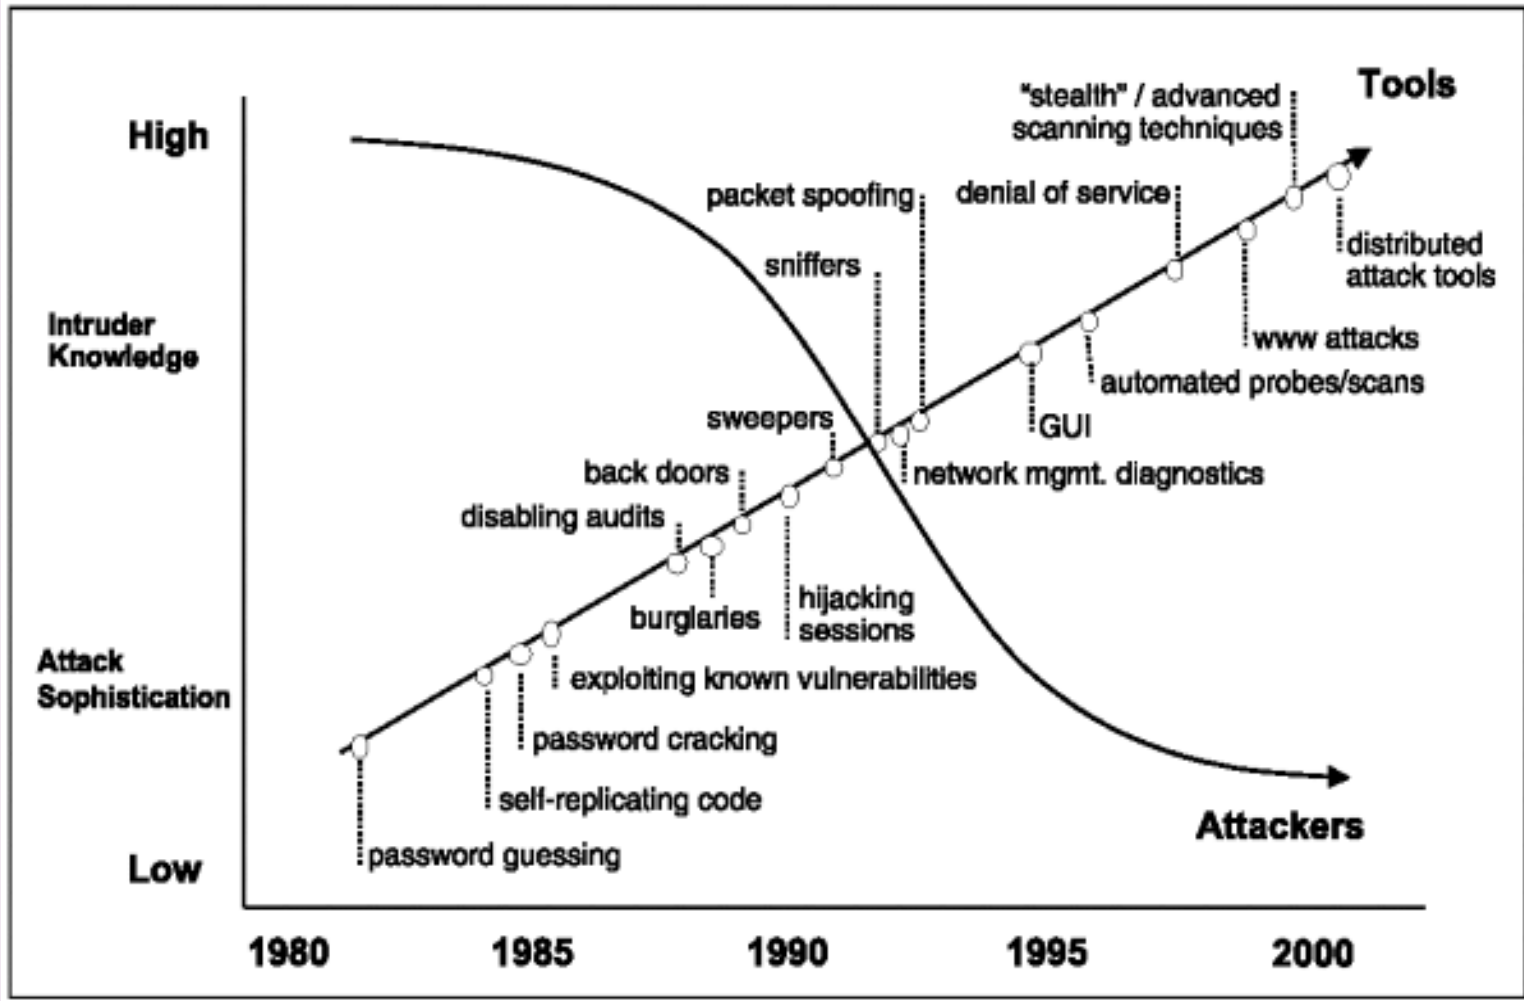 Tools
"stealth" / advanced
scanning techniques
High
packet spoofing
denial of service
distributed
attack tools
sniffers
Intruder
Knowledge
www attacks
automated probes/scans
sweepers
GUI
back doors
network mgmt. diagnostics
disabling audits
hijacking
sessions
burglaries
Attack
Sophistication
exploiting known vulnerabilities
password cracking
self-replicating code
Attackers
password guessing
Low
1980
1985
1990
1995
2000